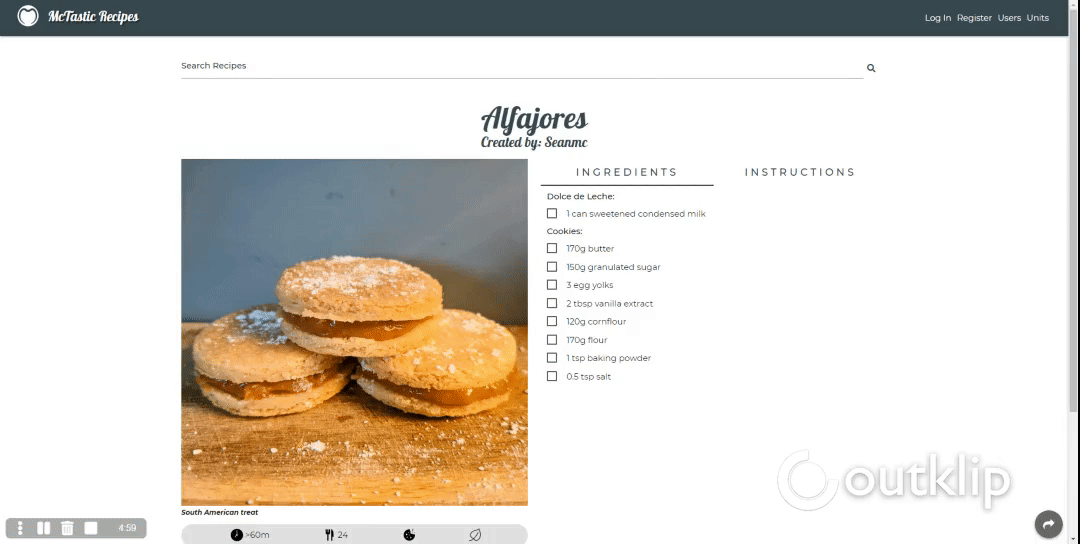 McTastic Recipes
Log In Register Users Units
Search Recipes
Alfajores
Created by: Seanmc
INGREDIENTS
INSTRUCTIONS
Dolce de Leche:
1 can sweetened condensed milk
Cookies:
170g butter
150g granulated sugar
3 egg yolks
2 tbsp vanilla extract
120g cornflour
170g flour
1 tsp baking powder
0.5 tsp salt
South American treat
>60m
24
outklip
4:59